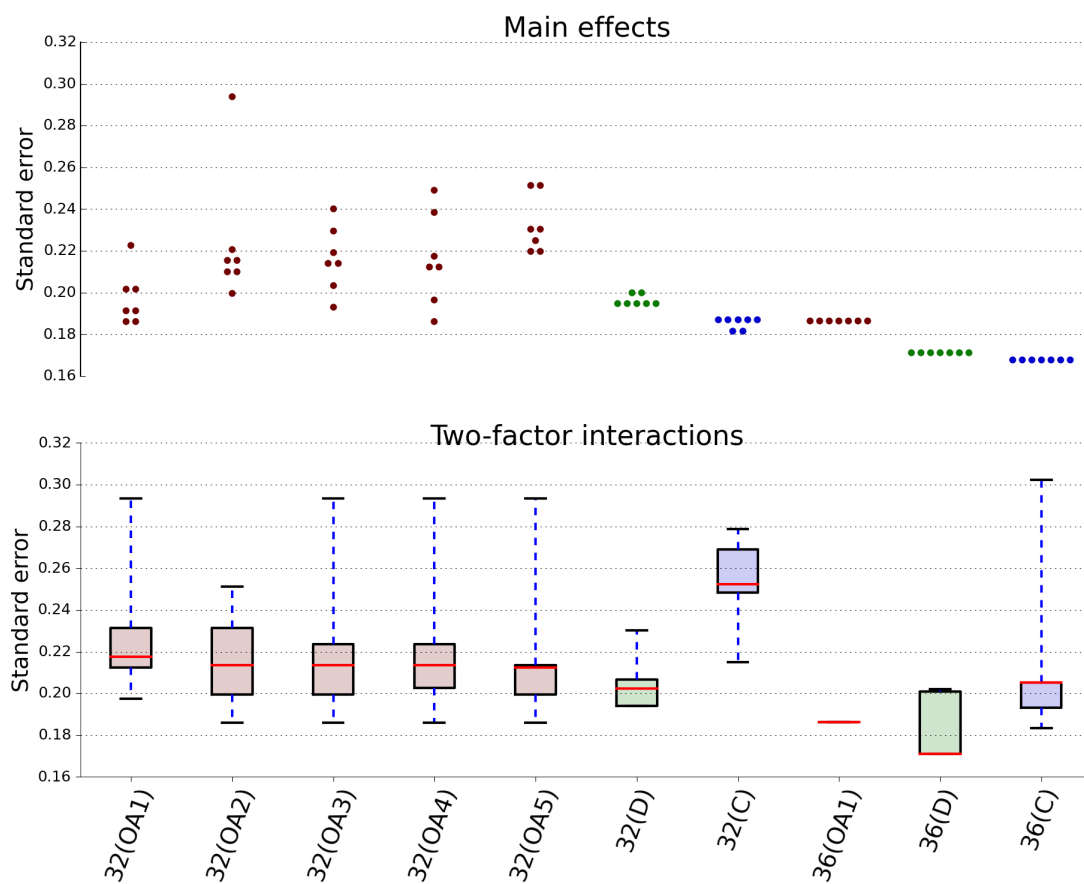 Main effects
Standard error
0.32
0.30
0.28
0.26
0.24
0.22
0.20
0.18
0.16
Two-factor interactions
Standard error
0.32
0.30
0.28
0.26
0.24
0.22
0.20
0.18
0.16
32(OA1)
32(OA2)
32(OA3)
32(OA4)
32(OA5)
32(D)
32(C)
36(OA1)
36(D)
36(C)